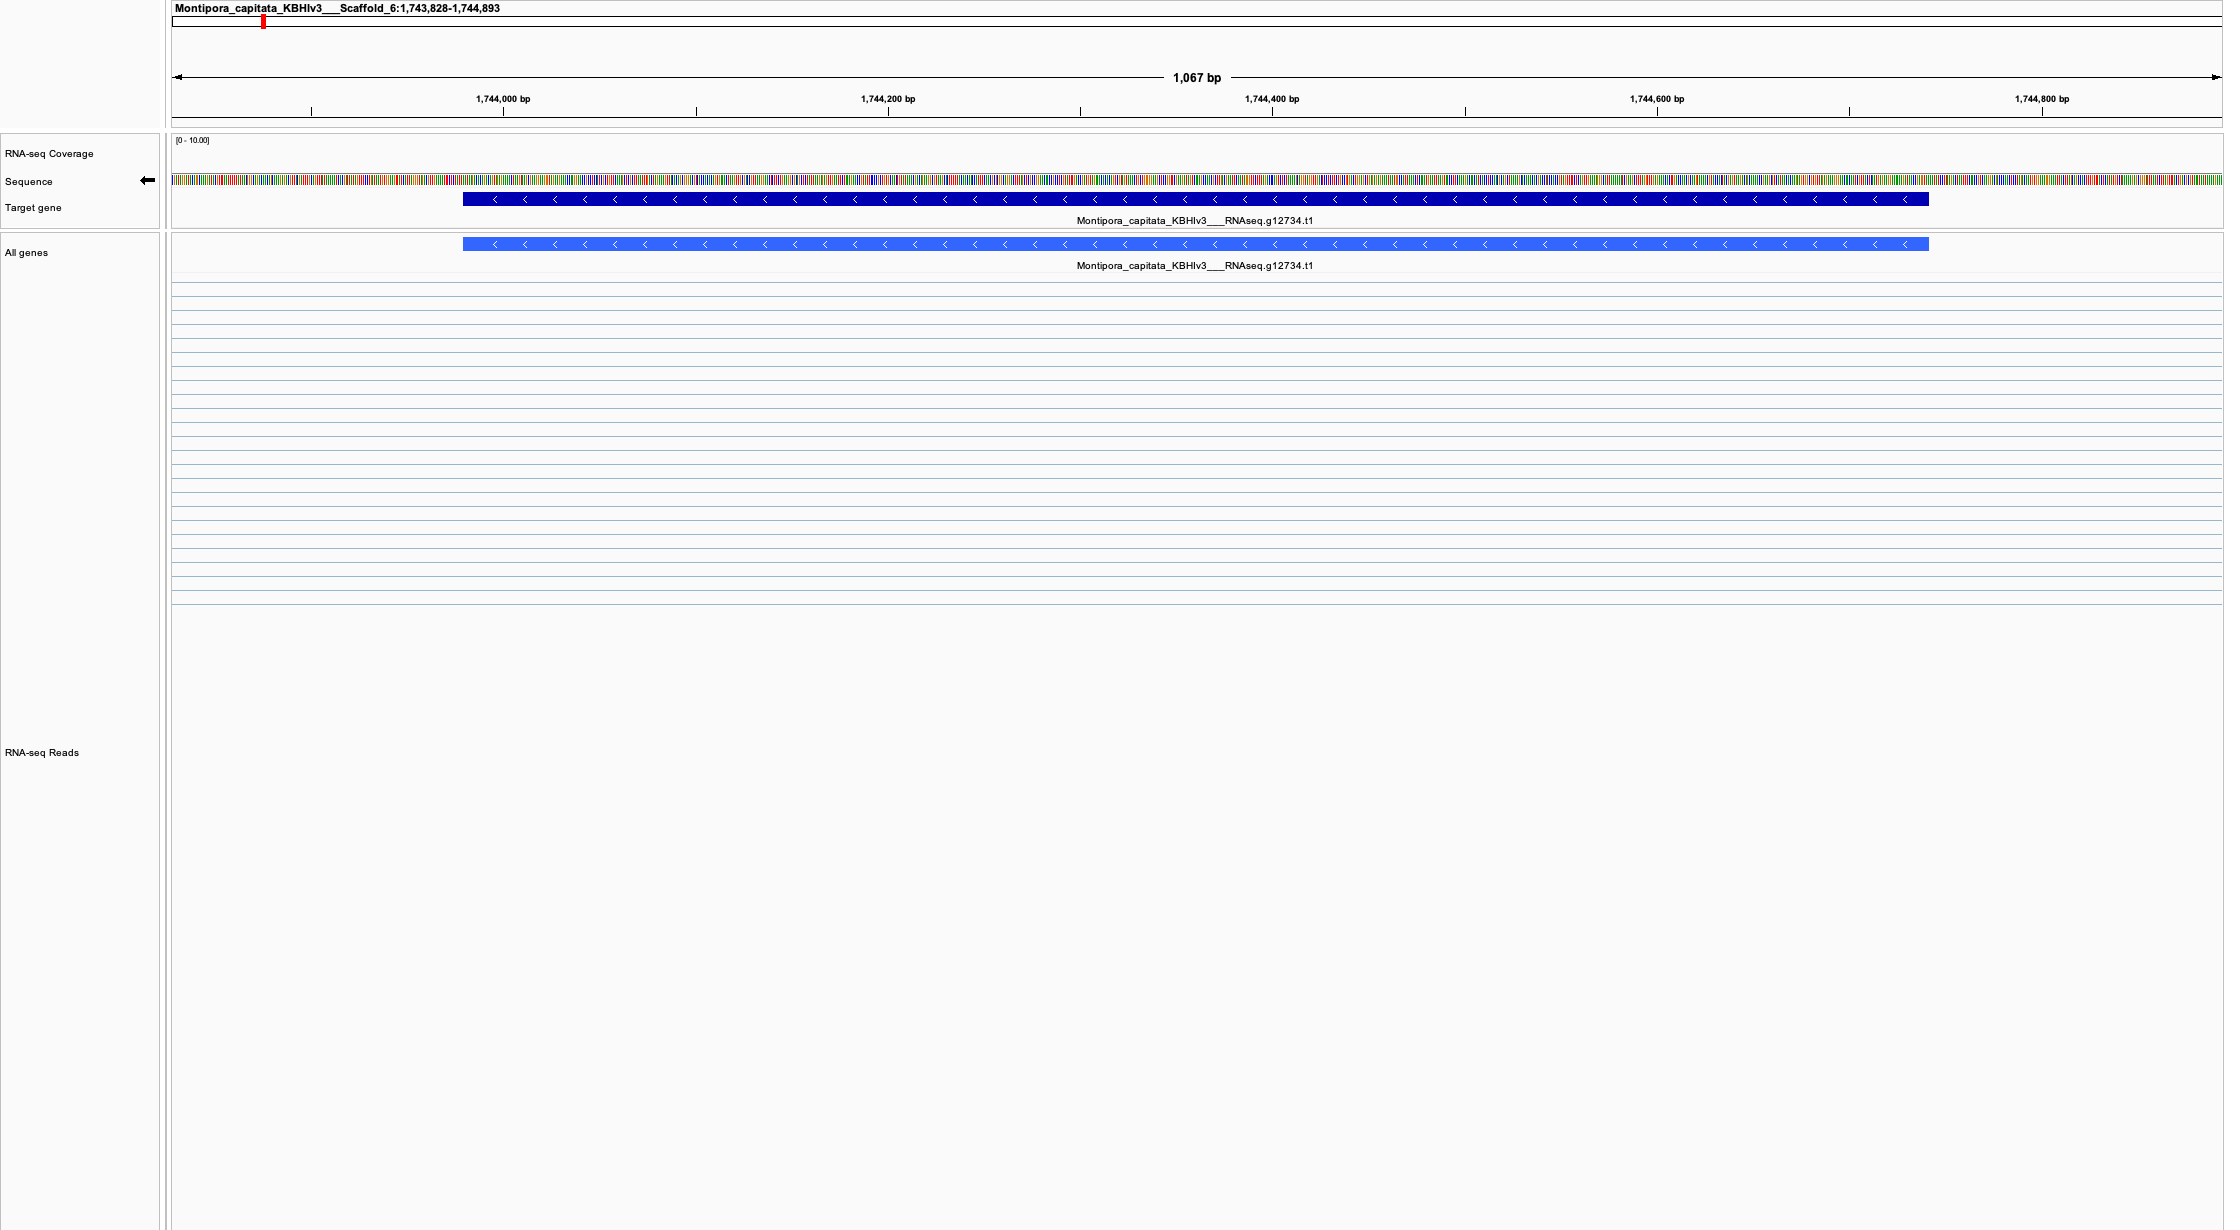 Montipora_capitata_KBHIv3___Scaffold_6:1,743,828-1,744,893
1,067 bp
1,744,000 bp 1,744,200 bp 1,744,400 bp 1,744,600 bp 1,744,800 bp
[0 - 10.00]
RNA-seq Coverage
Sequence
Target gene
Montipora_capitata_KBHIv3___RNAseq.g12734.t1
All genes
Montipora_capitata_KBHIv3___RNAseq.g12734.t1
RNA-seq Reads